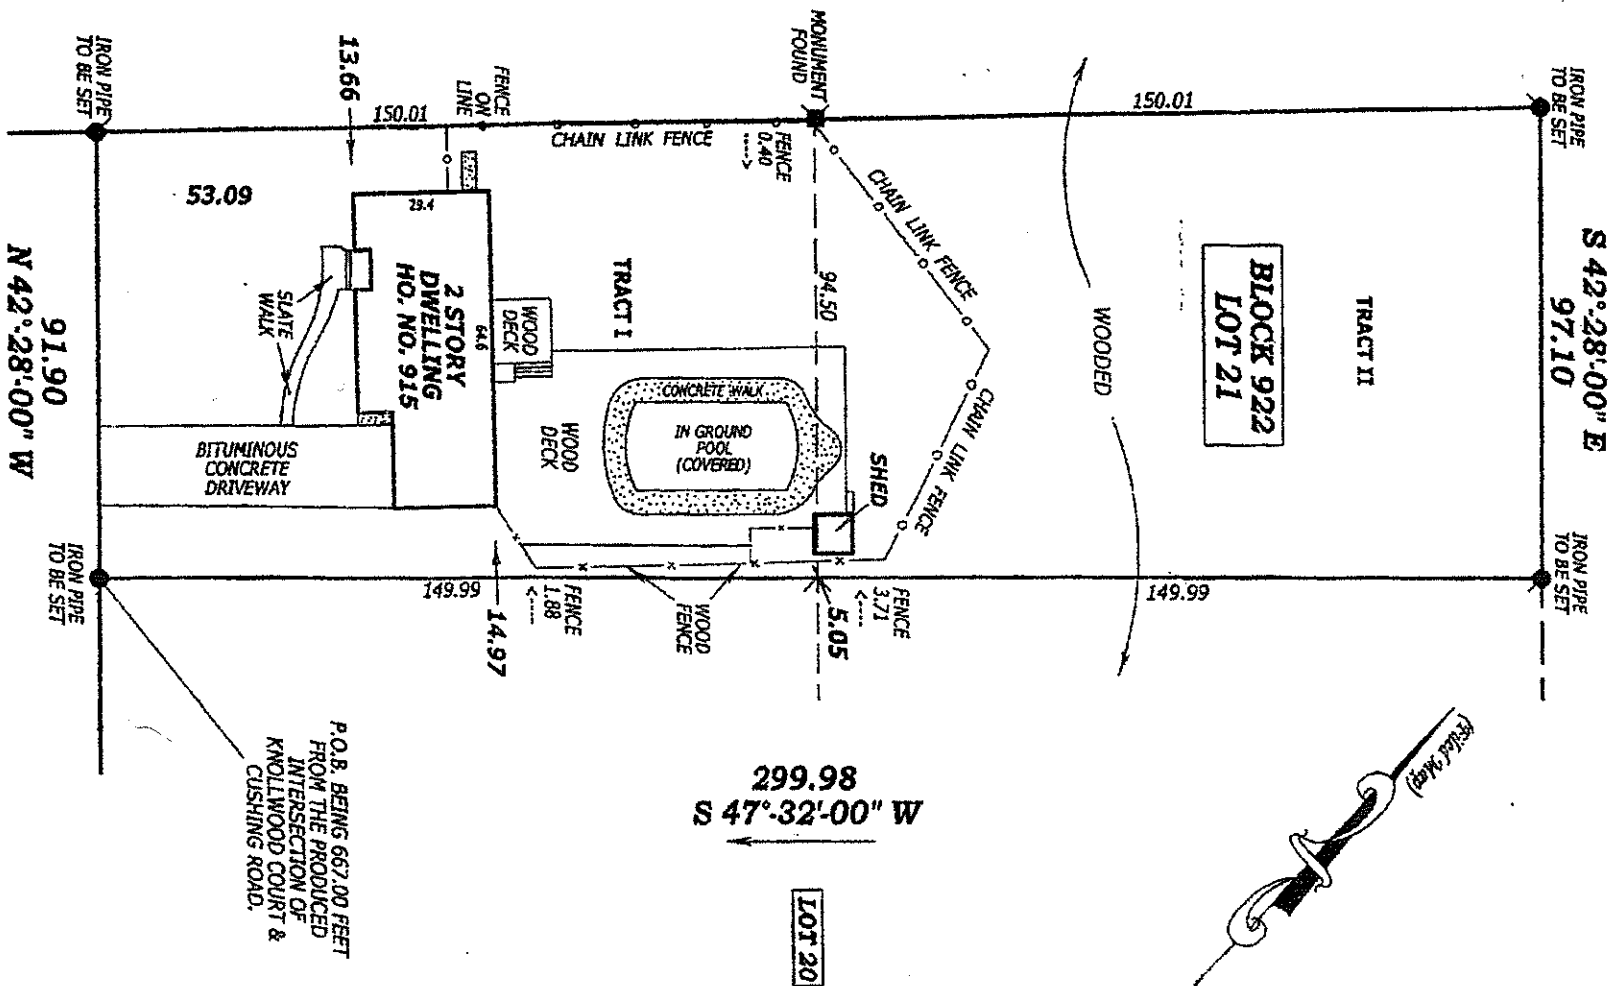 IRON PIPE
TO BE SET
13.66
150.01
FENCE
ON
LINE
CHAIN LINK FENCE
FENCE
0.40
MONUMENT
FOUND
150.01
IRON PIPE
TO BE SET
S 42°-28'-00" E
97.10
53.09
29.4
2 STORY
DWELLING
HO. NO. 915
64.6
SLATE
WALK
WOOD
DECK
TRACT I
94.50
CHAIN LINK FENCE
WOODED
BLOCK 922
LOT 21
TRACT II
N 42°-28'-00" W
91.90
BITUMINOUS
CONCRETE
DRIVEWAY
WOOD
DECK
CONCRETE WALK
IN GROUND
POOL
(COVERED)
SHED
CHAIN LINK FENCE
IRON PIPE
TO BE SET
149.99
14.97
FENCE
1.88
WOOD
FENCE
5.05
FENCE
3.71
149.99
IRON PIPE
TO BE SET
P.O.B. BEING 667.00 FEET
FROM THE PRODUCED
INTERSECTION OF
KNOLLWOOD COURT &
CUSHING ROAD.
299.98
S 47°-32'-00" W
LOT 20
(Filed Map)